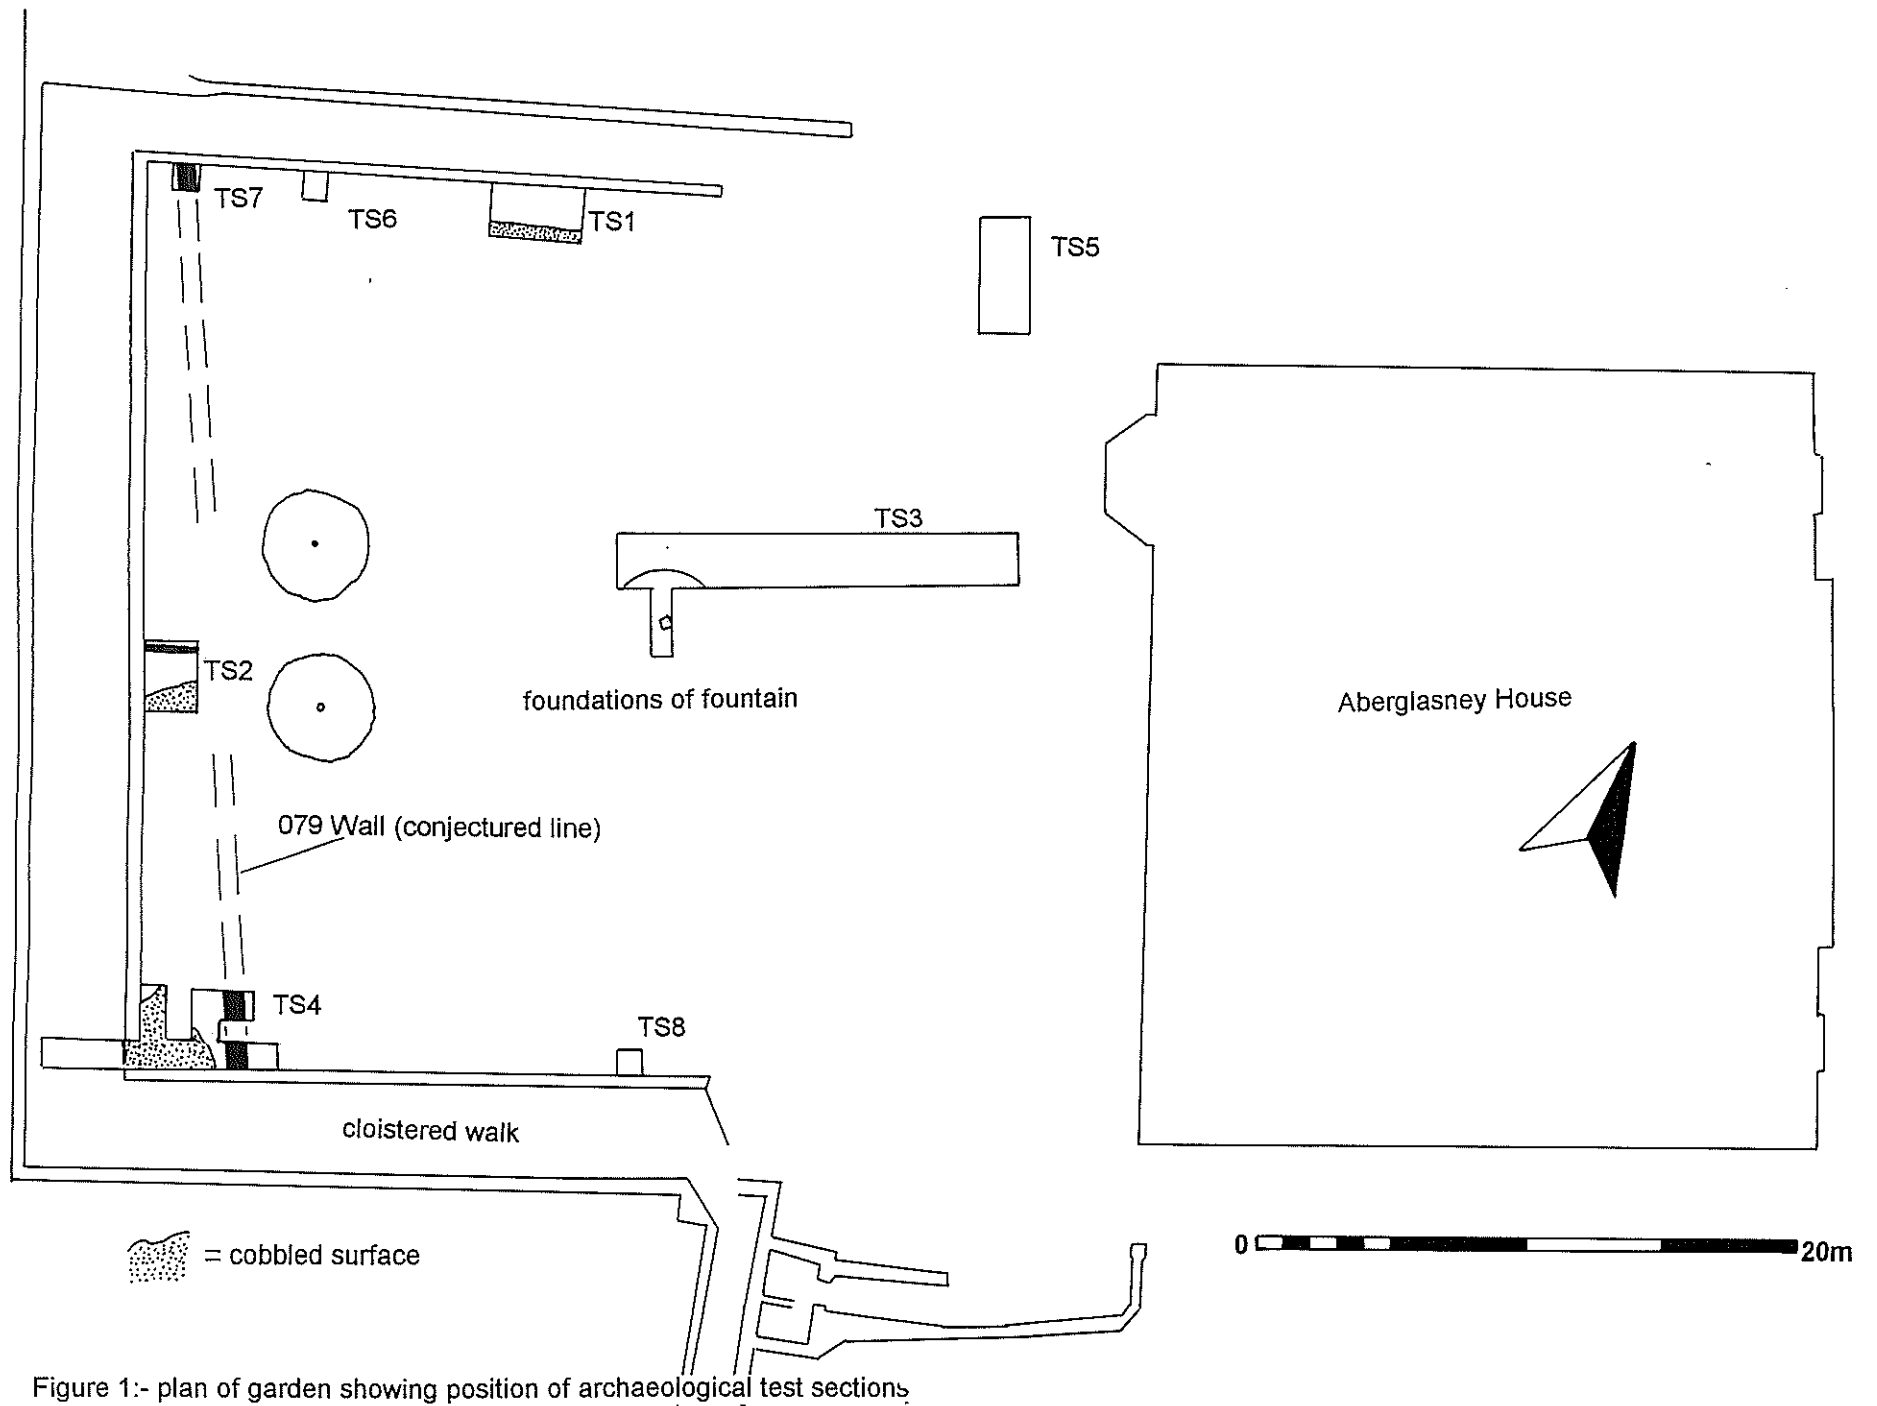 TS7
TS6
TS1
TS5
TS3
TS2
foundations of fountain
Aberglasney House
079 Wall (conjectured line)
TS4
TS8
cloistered walk
= cobbled surface
0
20m
Figure 1:- plan of garden showing position of archaeological test sections